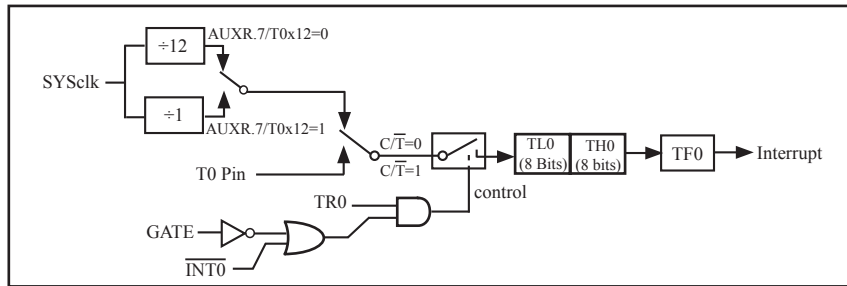 ÷12
AUXR.7/T0x12=0
SYSclk
÷1
AUXR.7/T0x12=1
C/T̅=0
C/T̅=1
T0 Pin
TL0
(8 Bits)
TH0
(8 bits)
TF0
Interrupt
control
TR0
GATE
I̅N̅T̅0̅